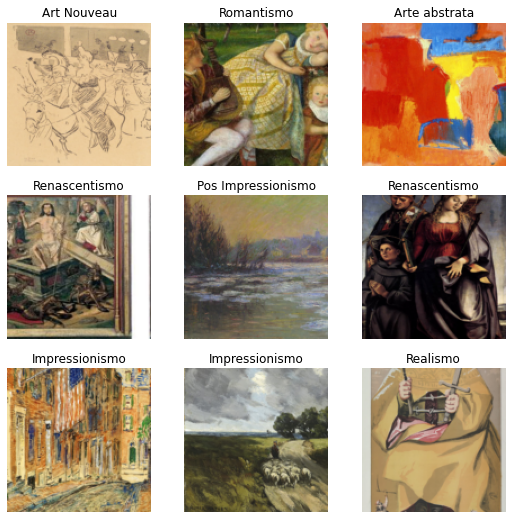 Art Nouveau
Romantismo
Arte abstrata
Renascentismo
Pos Impressionismo
Renascentismo
Impressionismo
Impressionismo
Realismo